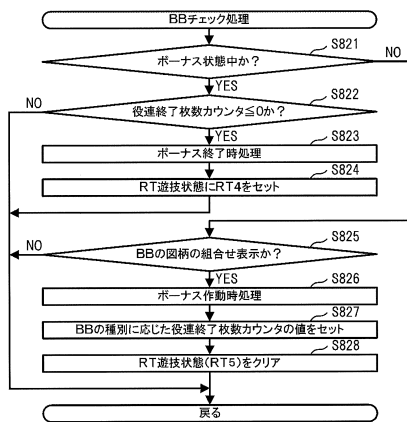 BBチェック処理
S821
ボーナス状態中か？
NO
YES
S822
NO
役連終了枚数カウンタ≦0か？
YES
S823
ボーナス終了時処理
S824
RT遊技状態にRT4をセット
S825
NO
BBの図柄の組合せ表示か？
YES
S826
ボーナス作動時処理
S827
BBの種別に応じた役連終了枚数カウンタの値をセット
S828
RT遊技状態(RT5)をクリア
戻る